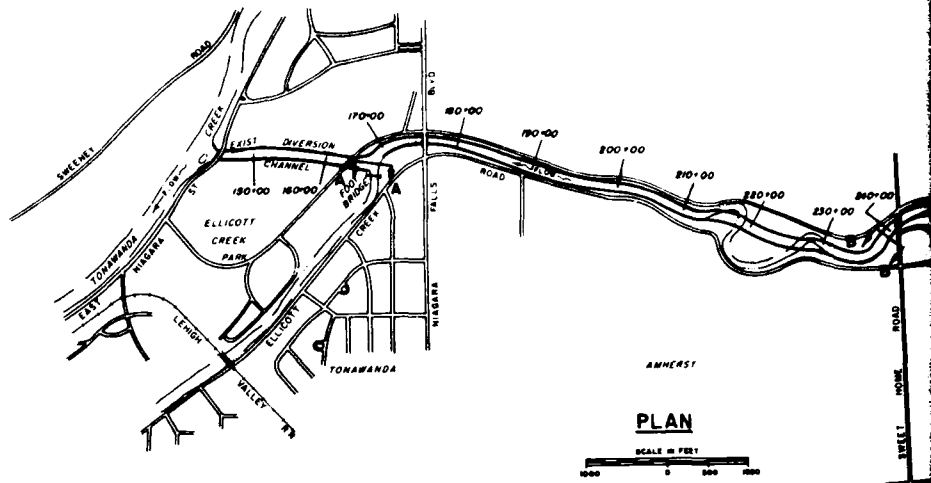 SWEENEY ROAD
TONAWANDA CREEK
FLOW
EAST NIAGARA ST
EXIST DIVERSION
CHANNEL
150+00
160+00
170+00
180+00
190+00
200+00
210+00
220+00
230+00
240+00
FOOT
BRIDGE
A
A
NIAGARA FALLS BLVD
ELLICOTT
CREEK
PARK
ELLICOTT CREEK ROAD
FLOW
LEHIGH VALLEY RR
TONAWANDA
AMHERST
B
SWEET HOME ROAD
PLAN
SCALE IN FEET
1000 0 500 1000